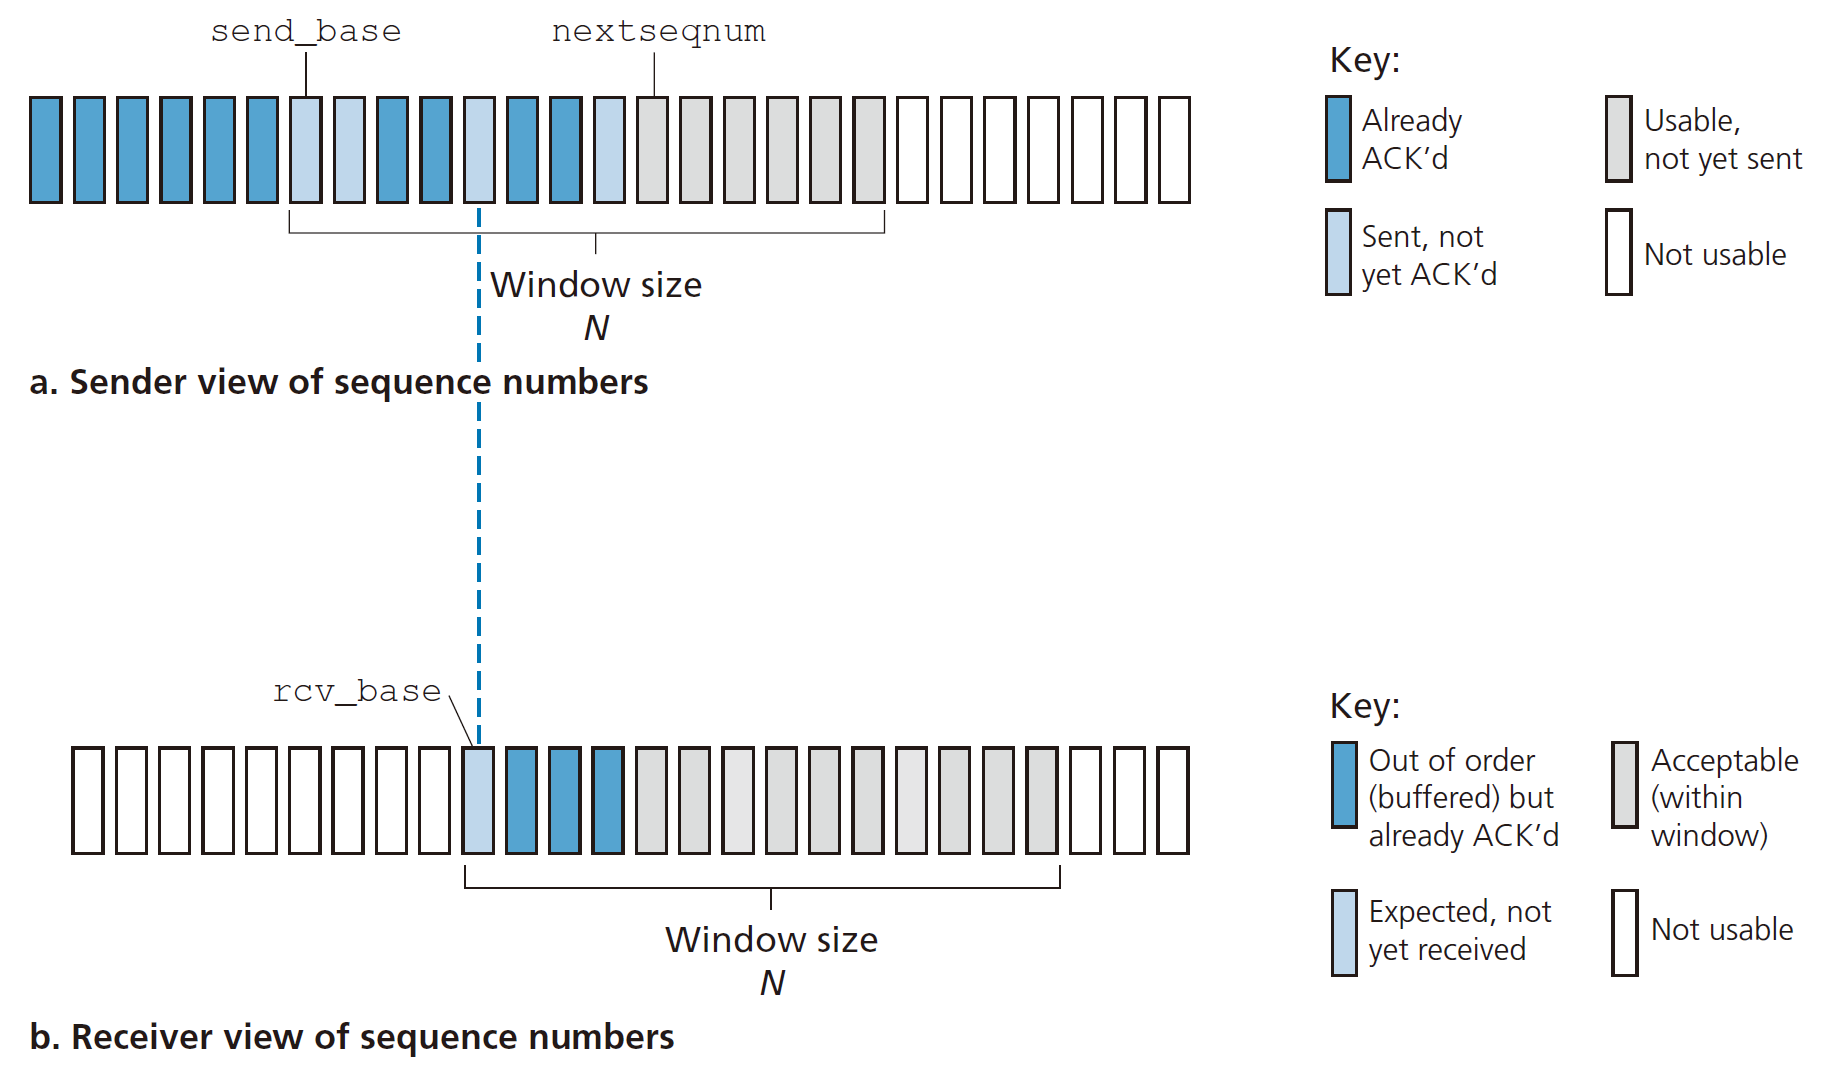 send_base
nextseqnum
Key:
Already
ACK’d
Usable,
not yet sent
Sent, not
yet ACK’d
Not usable
Window size
N
a. Sender view of sequence numbers
rcv_base
Key:
Out of order
(buffered) but
already ACK’d
Acceptable
(within
window)
Expected, not
yet received
Not usable
Window size
N
b. Receiver view of sequence numbers